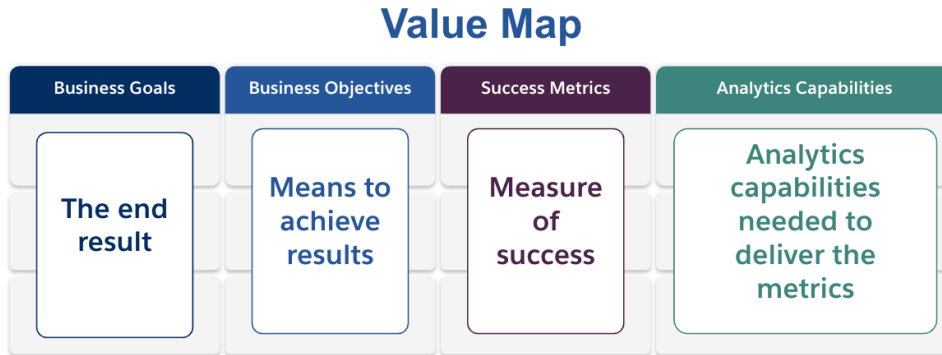 Value Map
Business Goals
Business Objectives
Success Metrics
Analytics Capabilities
The end
result
Means to
achieve
results
Measure
of
success
Analytics
capabilities
needed to
deliver the
metrics